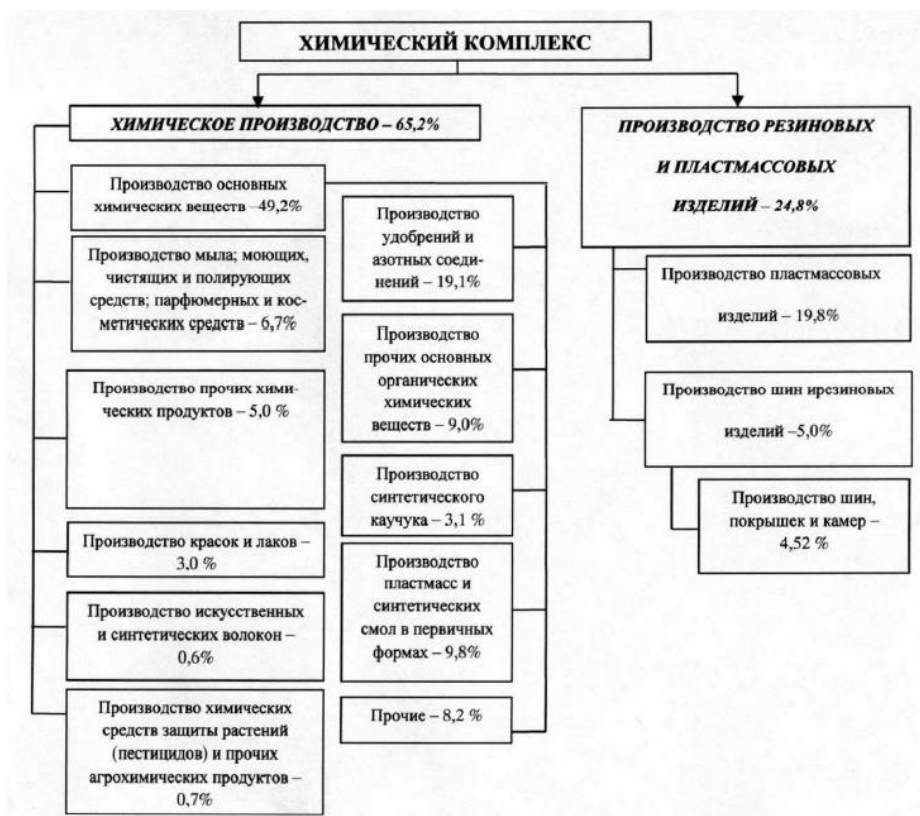 ХИМИЧЕСКИЙ КОМПЛЕКС
ХИМИЧЕСКОЕ ПРОИЗВОДСТВО – 65,2%
Производство основных
химических веществ –49,2%
Производство мыла; моющих,
чистящих и полирующих
средств; парфюмерных и кос-
метических средств – 6,7%
Производство прочих хими-
ческих продуктов – 5,0 %
Производство красок и лаков –
3,0 %
Производство искусственных
и синтетических волокон –
0,6%
Производство химических
средств защиты растений
(пестицидов) и прочих
агрохимических продуктов –
0,7%
Производство
удобрений и
азотных соеди-
нений – 19,1%
Производство
прочих основных
органических
химических
веществ – 9,0%
Производство
синтетического
каучука – 3,1 %
Производство
пластмасс и
синтетических
смол в первичных
формах – 9,8%
Прочие – 8,2 %
ПРОИЗВОДСТВО РЕЗИНОВЫХ
И ПЛАСТМАССОВЫХ
ИЗДЕЛИЙ – 24,8%
Производство пластмассовых
изделий – 19,8%
Производство шин ирезиновых
изделий –5,0%
Производство шин,
покрышек и камер –
4,52 %